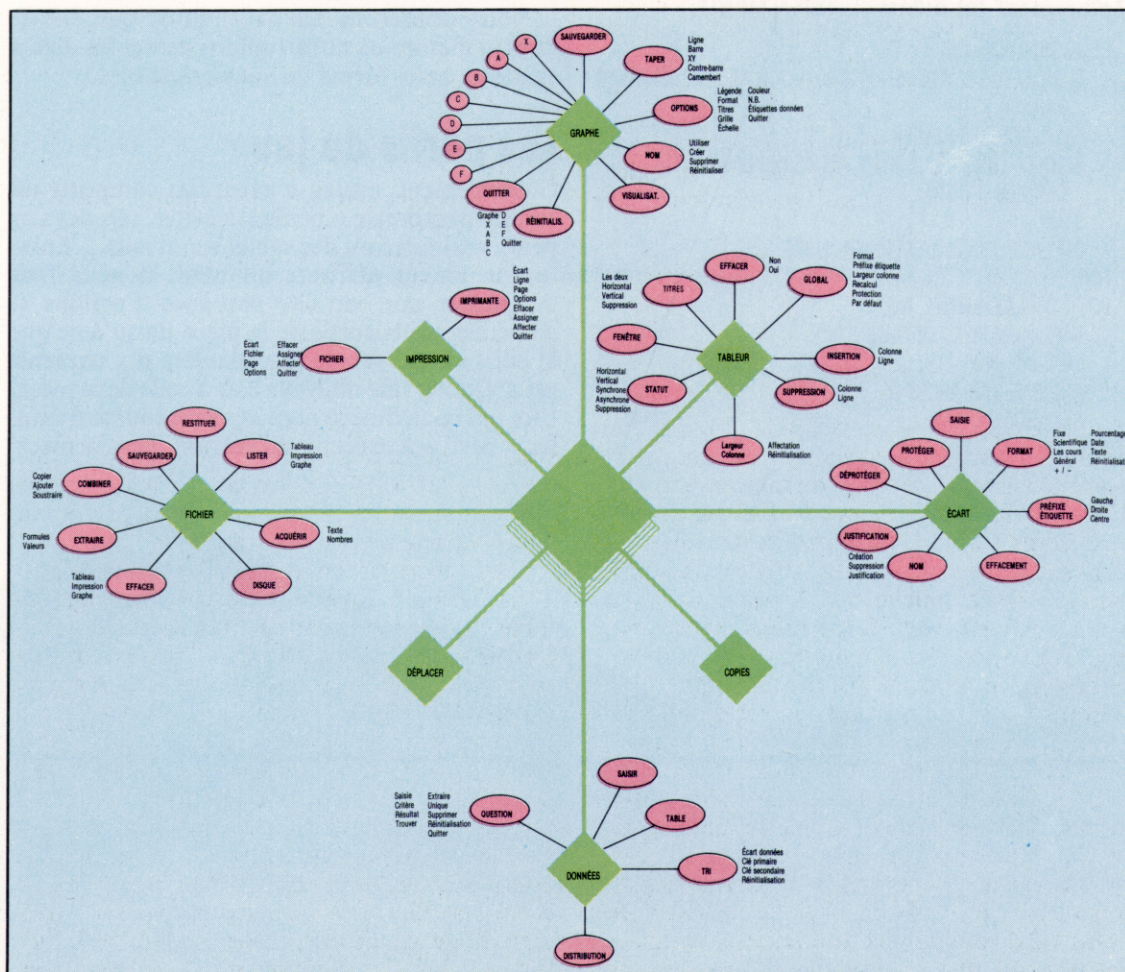 SAUVEGARDER
X
A
B
C
D
E
F
TAPER
Ligne
Barre
XY
Contre-barre
Camembert
OPTIONS
Légende
Format
Titres
Grille
Échelle
Couleur
N.B.
Étiquettes données
Quitter
GRAPHE
NOM
Utiliser
Créer
Supprimer
Réinitialiser
VISUALISAT.
RÉINITIALIS.
QUITTER
Graphe
X
A
B
C
D
E
F
Quitter
IMPRIMANTE
Écart
Ligne
Page
Options
Effacer
Assigner
Affecter
Quitter
FICHIER
Écart
Fichier
Page
Options
Effacer
Assigner
Affecter
Quitter
IMPRESSION
EFFACER
Non
Oui
TITRES
Les deux
Horizontal
Vertical
Suppression
GLOBAL
Format
Préfixe étiquette
Largeur colonne
Recalcul
Protection
Par défaut
FENÊTRE
TABLEUR
INSERTION
Colonne
Ligne
STATUT
Horizontal
Vertical
Synchrone
Asynchrone
Suppression
SUPPRESSION
Colonne
Ligne
Largeur
Colonne
Affectation
Réinitialisation
RESTITUER
SAUVEGARDER
LISTER
Tableau
Impression
Graphe
COMBINER
Copier
Ajouter
Soustraire
FICHIER
EXTRAIRE
Formules
Valeurs
ACQUÉRIR
Texte
Nombres
EFFACER
Tableau
Impression
Graphe
DISQUE
SAISIE
PROTÉGER
FORMAT
Fixe
Scientifique
Les cours
Général
+ / −
Pourcentage
Date
Texte
DÉPROTÉGER
ÉCART
PRÉFIXE
ÉTIQUETTE
Gauche
Droite
Centre
JUSTIFICATION
Création
Suppression
Justification
NOM
EFFACEMENT
DÉPLACER
COPIES
SAISIR
QUESTION
Saisie
Critère
Résultal
Trouver
Extraire
Unique
Supprimer
Réinitialisation
Quitter
TABLE
DONNÉES
TRI
Écart données
Clé primaire
Clé secondaire
Réinitialisation
DISTRIBUTION